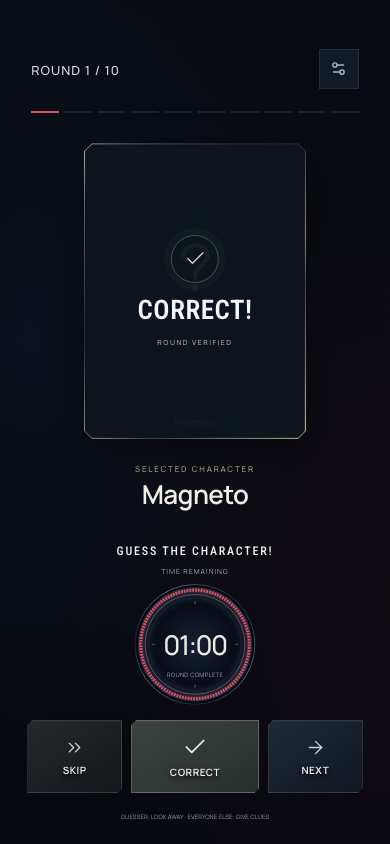 ROUND 1 / 10
CORRECT!
ROUND VERIFIED
Magneto
SELECTED CHARACTER
Magneto
GUESS THE CHARACTER!
TIME REMAINING
01:00
ROUND COMPLETE
SKIP
CORRECT
NEXT
GUESSER: LOOK AWAY · EVERYONE ELSE: GIVE CLUES